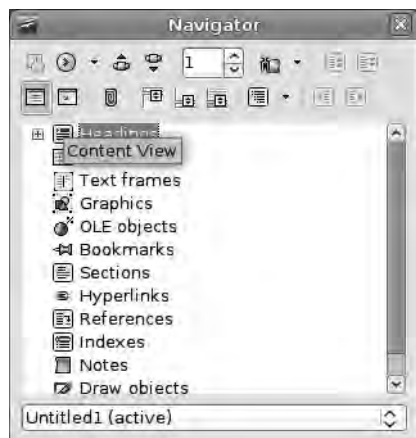 Navigator
1
Headings
Content View
Text frames
Graphics
OLE objects
Bookmarks
Sections
Hyperlinks
References
Indexes
Notes
Draw objects
Untitled1 (active)